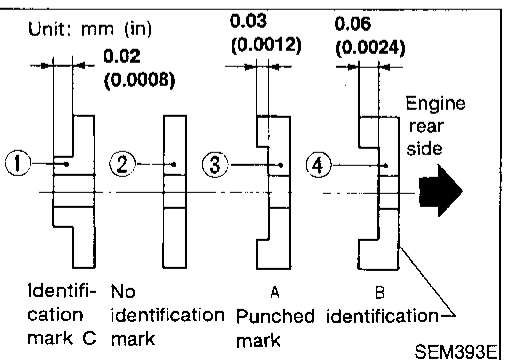 Unit: mm (in)
0.02
(0.0008)
0.03
(0.0012)
0.06
(0.0024)
Engine
rear
side
1
2
3
4
Identifi-
cation
mark C
No
identification
mark
A
B
Punched identification
mark
SEM393E